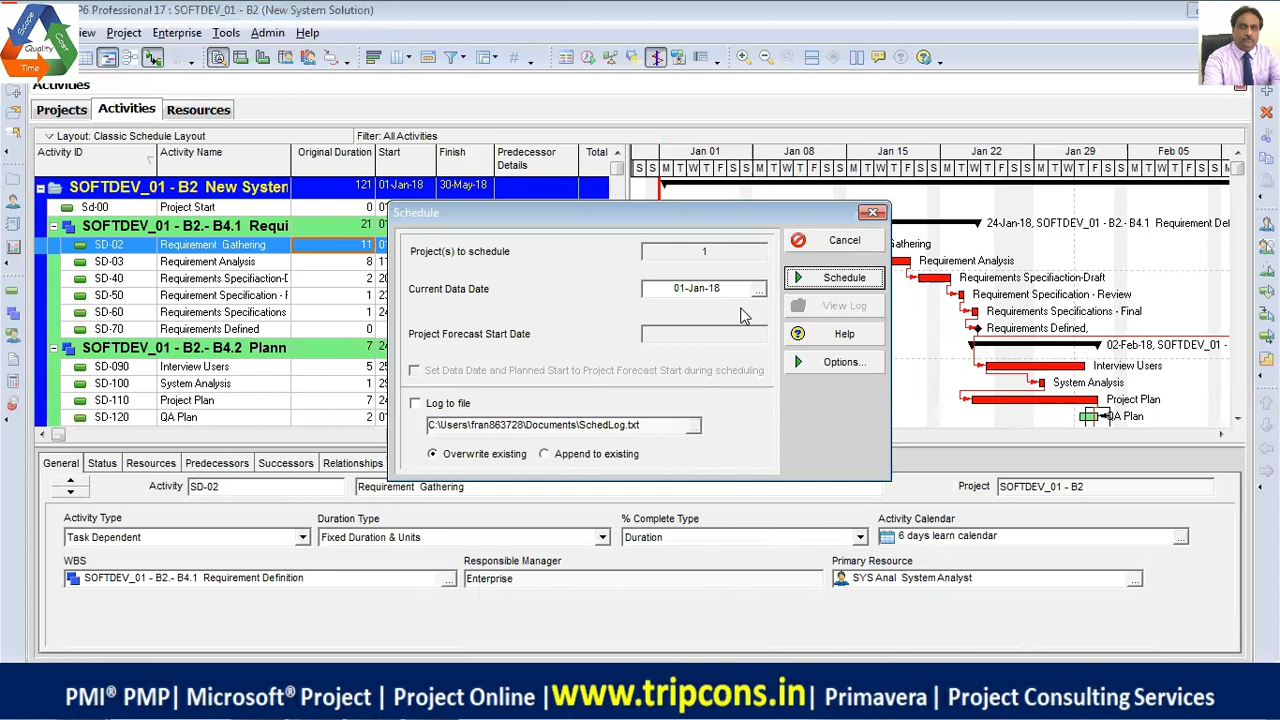 P6 Professional 17 : SOFTDEV_01 - B2 (New System Solution)
Scope
Quality
Cost
Time
Project Enterprise Tools Admin Help
Activities
Projects Activities Resources
Layout: Classic Schedule Layout Filter: All Activities
Activity ID Activity Name Original Duration Start Finish Predecessor Details Total
Jan 01 Jan 08 Jan 15 Jan 22 Jan 29 Feb 05
S S M T W T F S S M T W T F S S M T W T F S S M T W T F S S M T W T F S S M T W T F
SOFTDEV_01 - B2 New System 121 01-Jan-18 30-May-18
Sd-00 Project Start 0
SOFTDEV_01 - B2.- B4.1 Requi 21
24-Jan-18, SOFTDEV_01 - B2.- B4.1 Requirement De
SD-02 Requirement Gathering 11
SD-03 Requirement Analysis 8 Requirement Analysis
SD-40 Requirements Specifiaction-D 3 Requirements Specifiaction-Draft
SD-50 Requirement Specification - F 1 Requirement Specification - Review
SD-60 Requirements Specifications 2 Requirements Specifications - Final
SD-70 Requirements Defined 0 Requirements Defined,
SOFTDEV_01 - B2.- B4.2 Plann 7 02-Feb-18, SOFTDEV_01 -
SD-090 Interview Users Interview Users
SD-100 System Analysis 1 System Analysis
SD-110 Project Plan Project Plan
SD-120 QA Plan 2 QA Plan
Schedule
Project(s) to schedule 1
Current Data Date 01-Jan-18 ...
Project Forecast Start Date
Set Data Date and Planned Start to Project Forecast Start during scheduling
Log to file
C:\Users\fran863728\Documents\SchedLog.txt ...
Overwrite existing Append to existing
Cancel
Schedule
View Log
Help
Options...
General Status Resources Predecessors Successors Relationships
Activity SD-02 Requirement Gathering Project SOFTDEV_01 - B2
Activity Type Duration Type % Complete Type Activity Calendar
Task Dependent Fixed Duration & Units Duration 6 days learn calendar ...
WBS Responsible Manager Primary Resource
SOFTDEV_01 - B2.- B4.1 Requirement Definition ... Enterprise SYS Anal System Analyst ...
PMI® PMP| Microsoft® Project | Project Online |www.tripcons.in| Primavera | Project Consulting Services